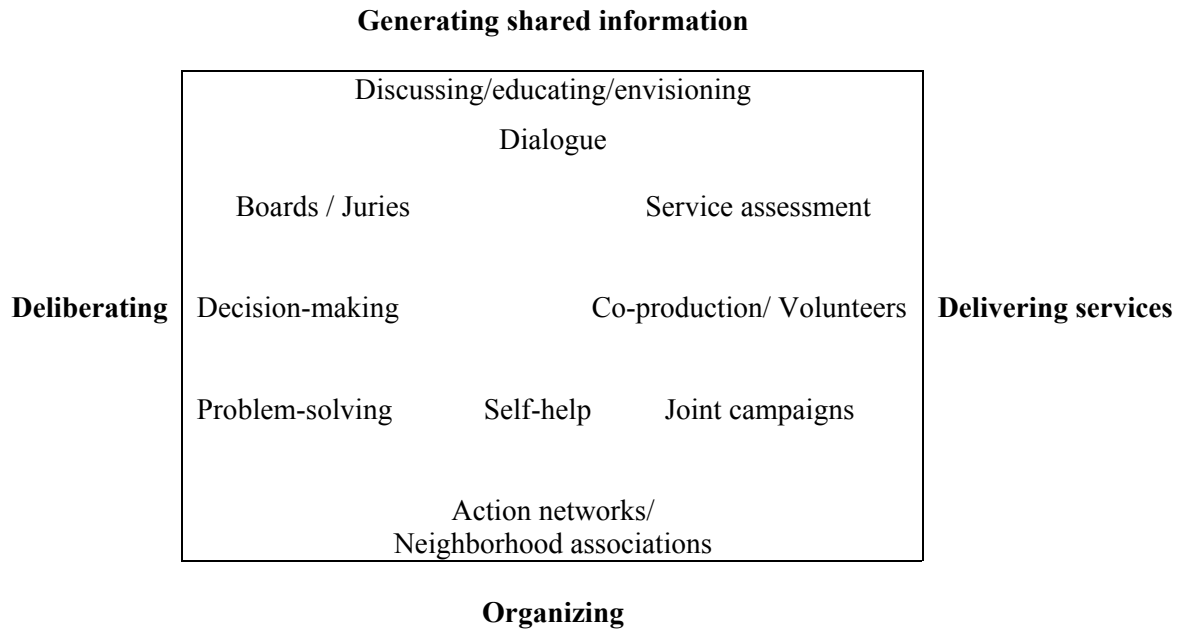 Generating shared information
Discussing/educating/envisioning
Dialogue
Boards / Juries
Service assessment
Deliberating
Decision-making
Co-production/ Volunteers
Delivering services
Problem-solving
Self-help
Joint campaigns
Action networks/
Neighborhood associations
Organizing